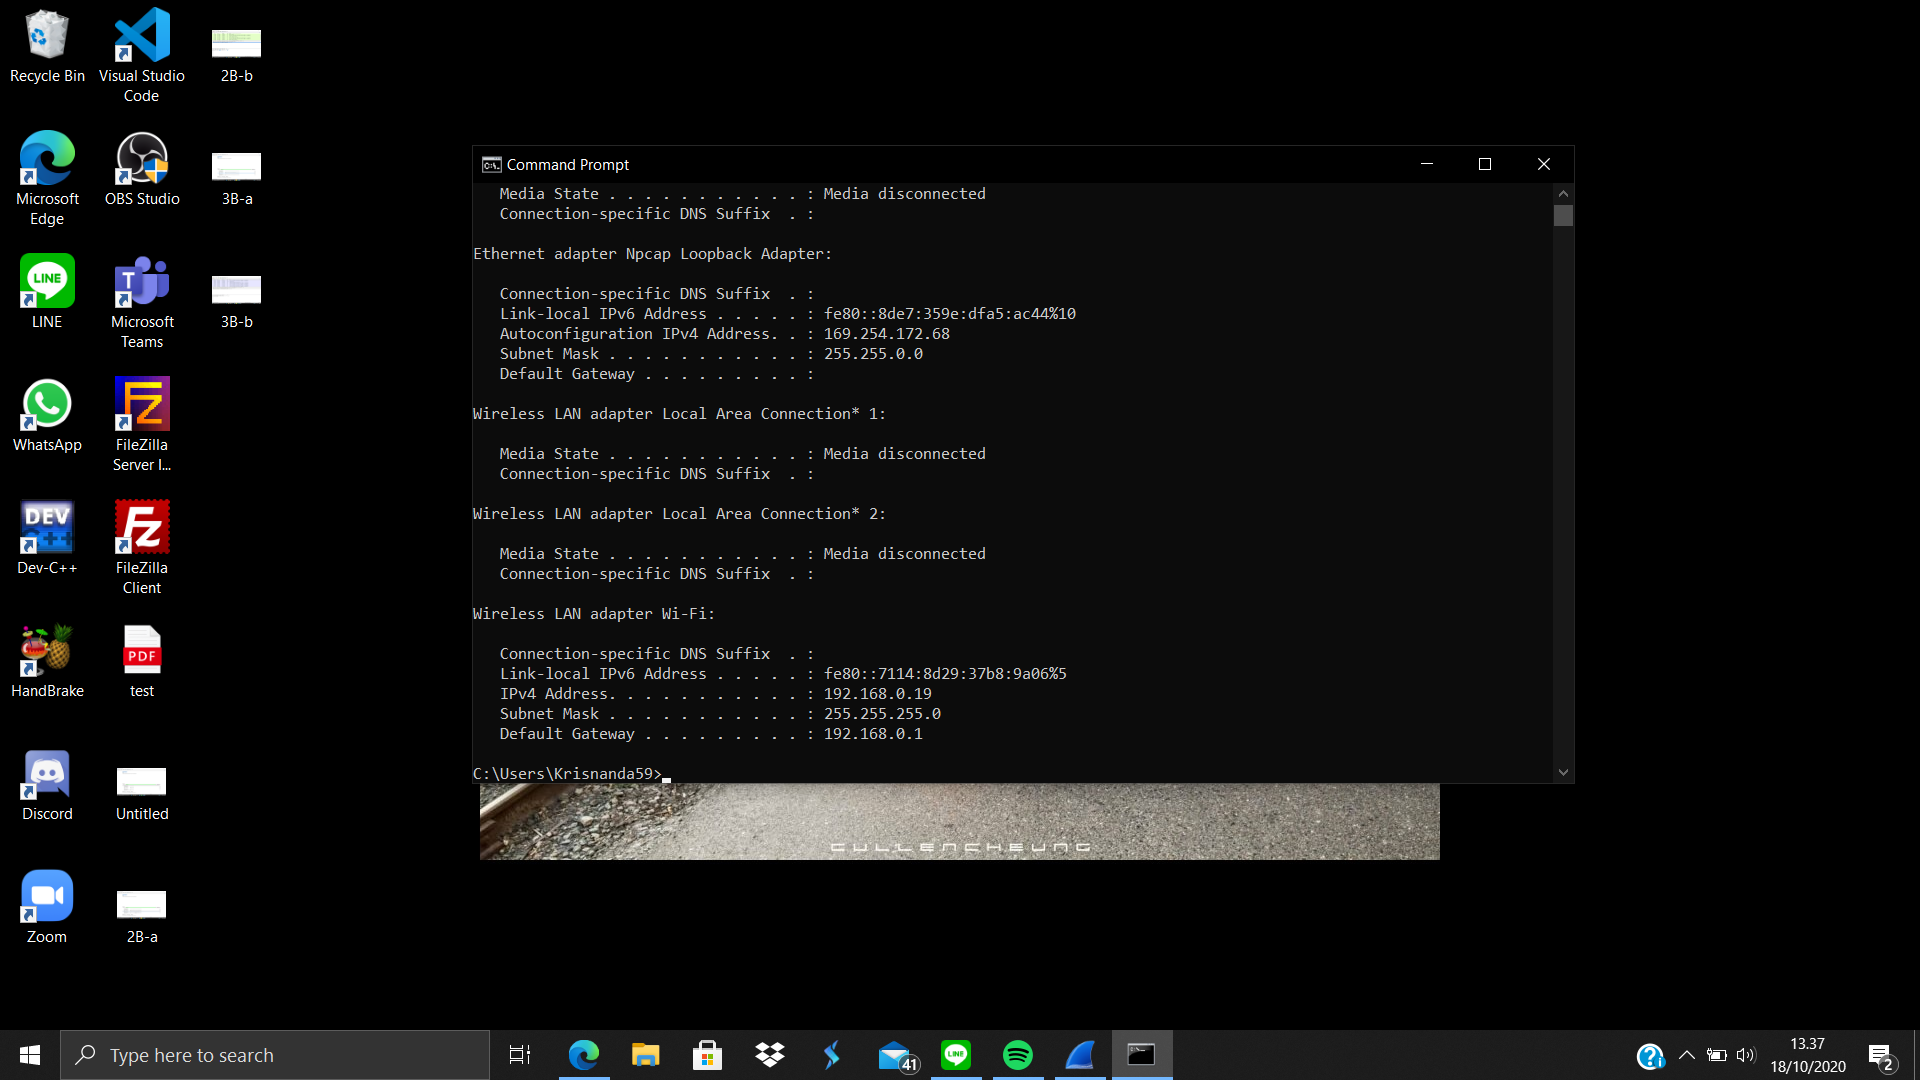 Recycle Bin
Visual Studio
Code
2B-b
Microsoft
Edge
OBS Studio
3B-a
LINE
LINE
Microsoft
Teams
3B-b
WhatsApp
FileZilla
Server I...
DEV
C++
Dev-C++
FileZilla
Client
HandBrake
PDF
test
Discord
Untitled
Zoom
2B-a
Command Prompt
Media State . . . . . . . . . . . : Media disconnected
Connection-specific DNS Suffix  . :
Ethernet adapter Npcap Loopback Adapter:
Connection-specific DNS Suffix  . :
Link-local IPv6 Address . . . . . : fe80::8de7:359e:dfa5:ac44%10
Autoconfiguration IPv4 Address. . : 169.254.172.68
Subnet Mask . . . . . . . . . . . : 255.255.0.0
Default Gateway . . . . . . . . . :
Wireless LAN adapter Local Area Connection* 1:
Media State . . . . . . . . . . . : Media disconnected
Connection-specific DNS Suffix  . :
Wireless LAN adapter Local Area Connection* 2:
Media State . . . . . . . . . . . : Media disconnected
Connection-specific DNS Suffix  . :
Wireless LAN adapter Wi-Fi:
Connection-specific DNS Suffix  . :
Link-local IPv6 Address . . . . . : fe80::7114:8d29:37b8:9a06%5
IPv4 Address. . . . . . . . . . . : 192.168.0.19
Subnet Mask . . . . . . . . . . . : 255.255.255.0
Default Gateway . . . . . . . . . : 192.168.0.1
C:\Users\Krisnanda59>
CULLENCHEUNG
Type here to search
41
LINE
13.37
18/10/2020
2